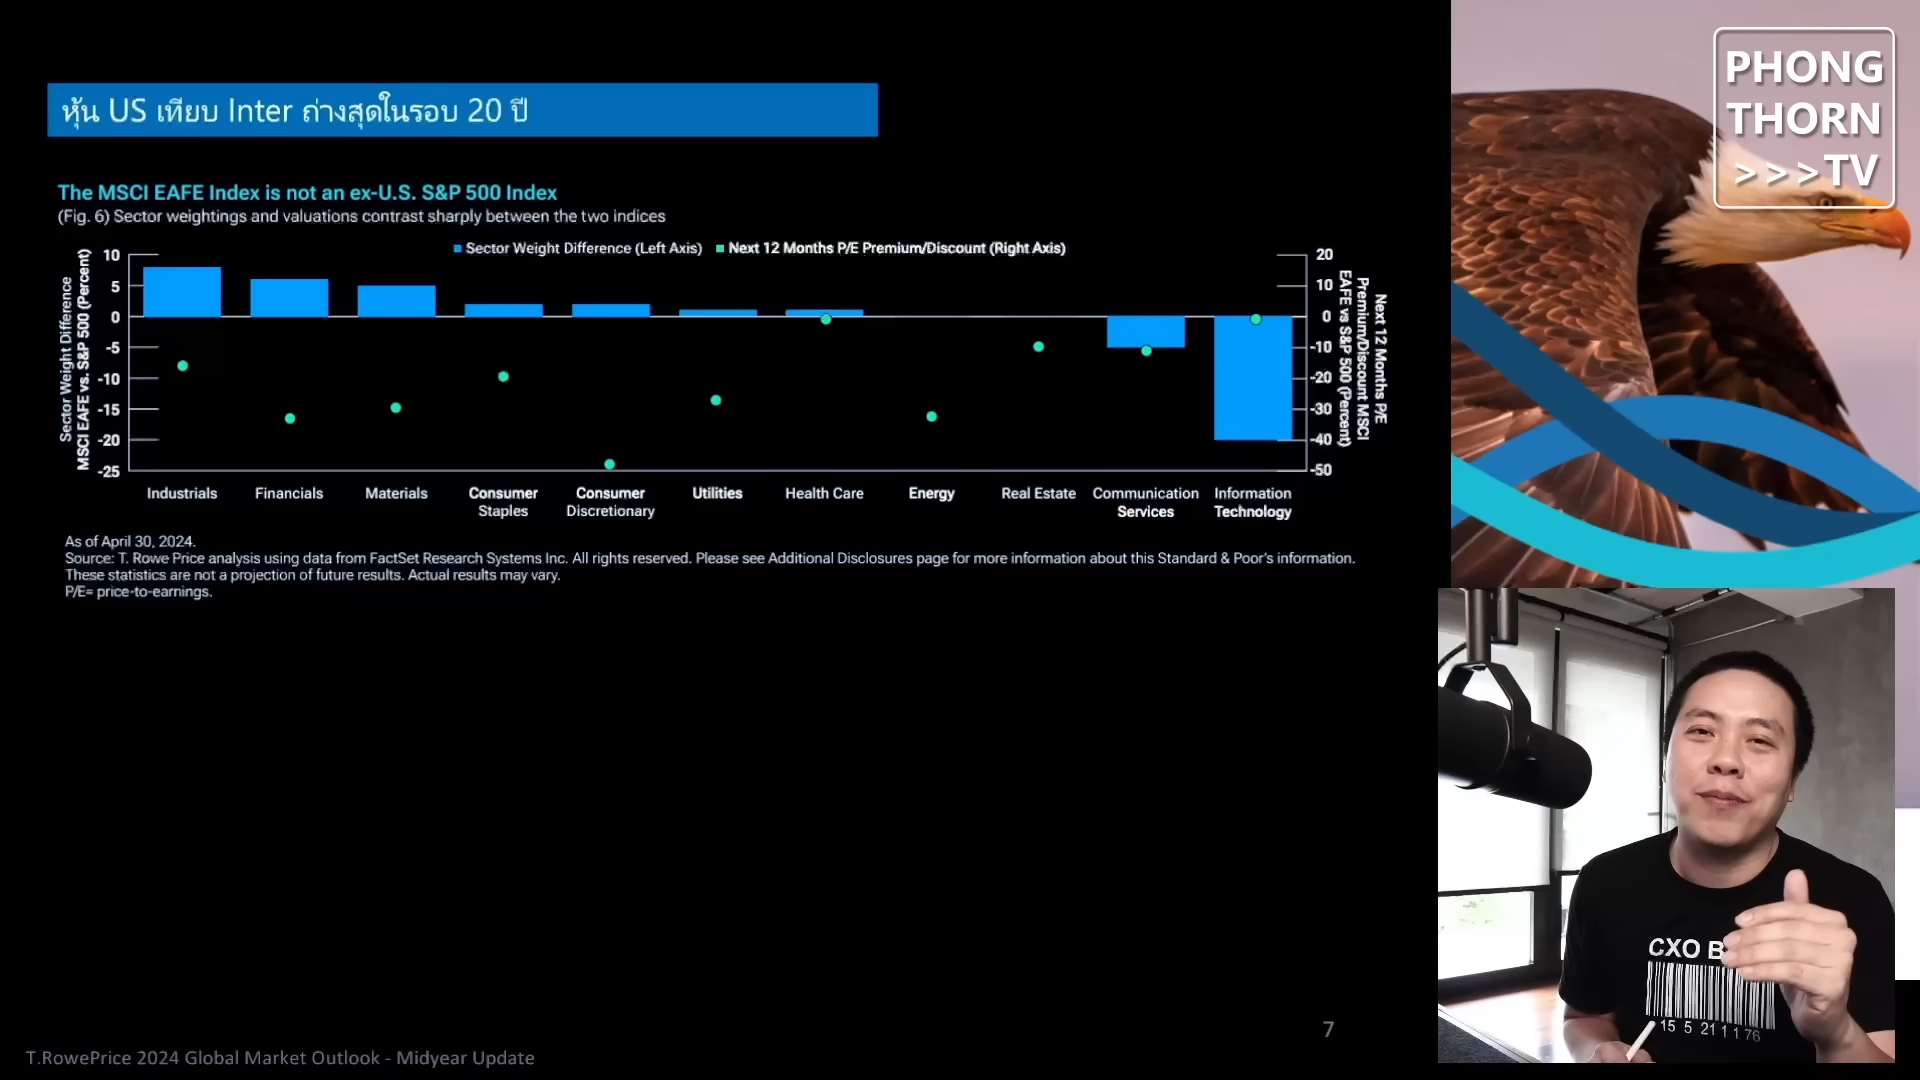 หุ้น US เทียบ Inter ถ่างสุดในรอบ 20 ปี
The MSCI EAFE Index is not an ex-U.S. S&P 500 Index
(Fig. 6) Sector weightings and valuations contrast sharply between the two indices
Sector Weight Difference (Left Axis) Next 12 Months P/E Premium/Discount (Right Axis)
Sector Weight Difference
MSCI EAFE vs. S&P 500 (Percent)
10
5
0
-5
-10
-15
-20
-25
20
10
0
-10
-20
-30
-40
-50
Next 12 Months P/E
Premium/Discount MSCI
EAFE vs S&P 500 (Percent)
Industrials Financials Materials Consumer Consumer Utilities Health Care Energy Real Estate Communication Information
Staples Discretionary Services Technology
As of April 30, 2024.
Source: T. Rowe Price analysis using data from FactSet Research Systems Inc. All rights reserved. Please see Additional Disclosures page for more information about this Standard & Poor's information.
These statistics are not a projection of future results. Actual results may vary.
P/E= price-to-earnings.
7
T.RowePrice 2024 Global Market Outlook - Midyear Update
PHONG
THORN
>>>TV
CXO B
15 5 21 1 1 76